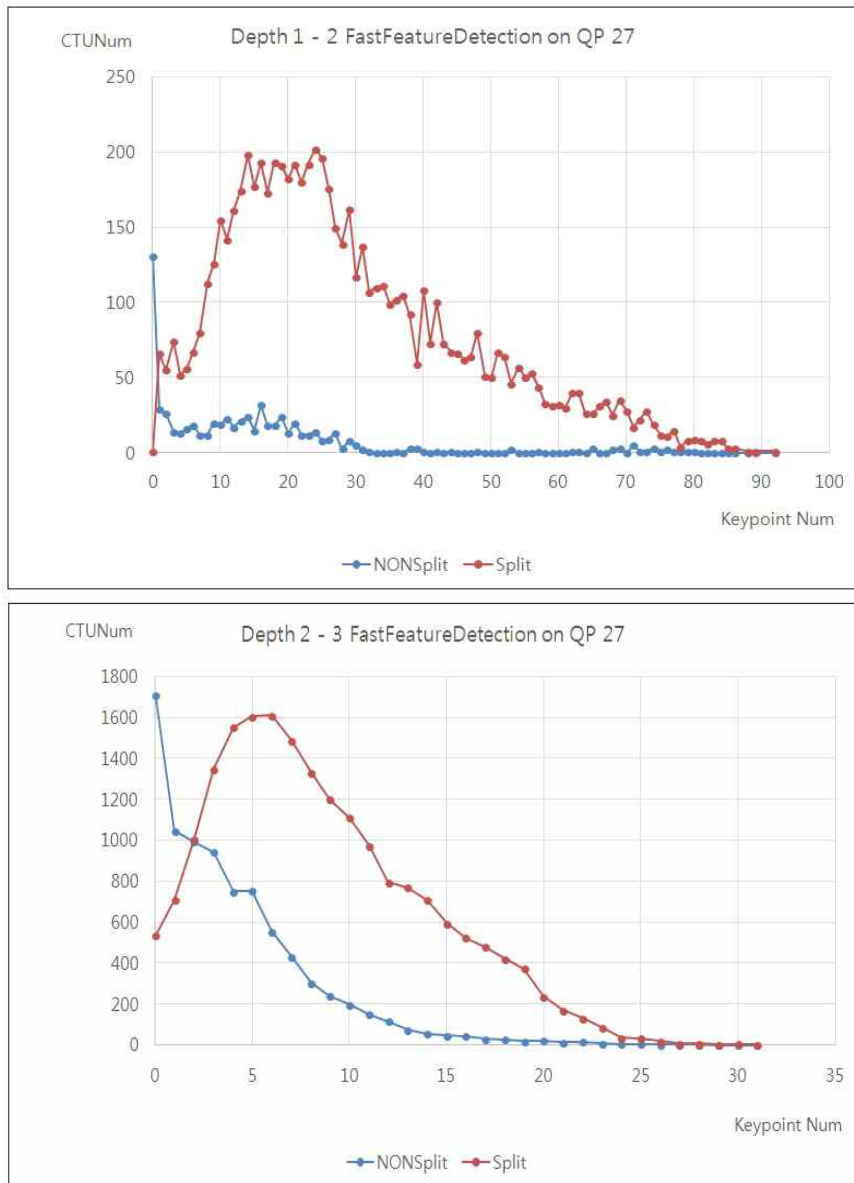 Depth 1 - 2 FastFeatureDetection on QP 27
CTUNum
250
200
150
100
50
0
0 10 20 30 40 50 60 70 80 90 100
Keypoint Num
NONSplit Split
Depth 2 - 3 FastFeatureDetection on QP 27
CTUNum
1800
1600
1400
1200
1000
800
600
400
200
0
0 5 10 15 20 25 30 35
Keypoint Num
NONSplit Split